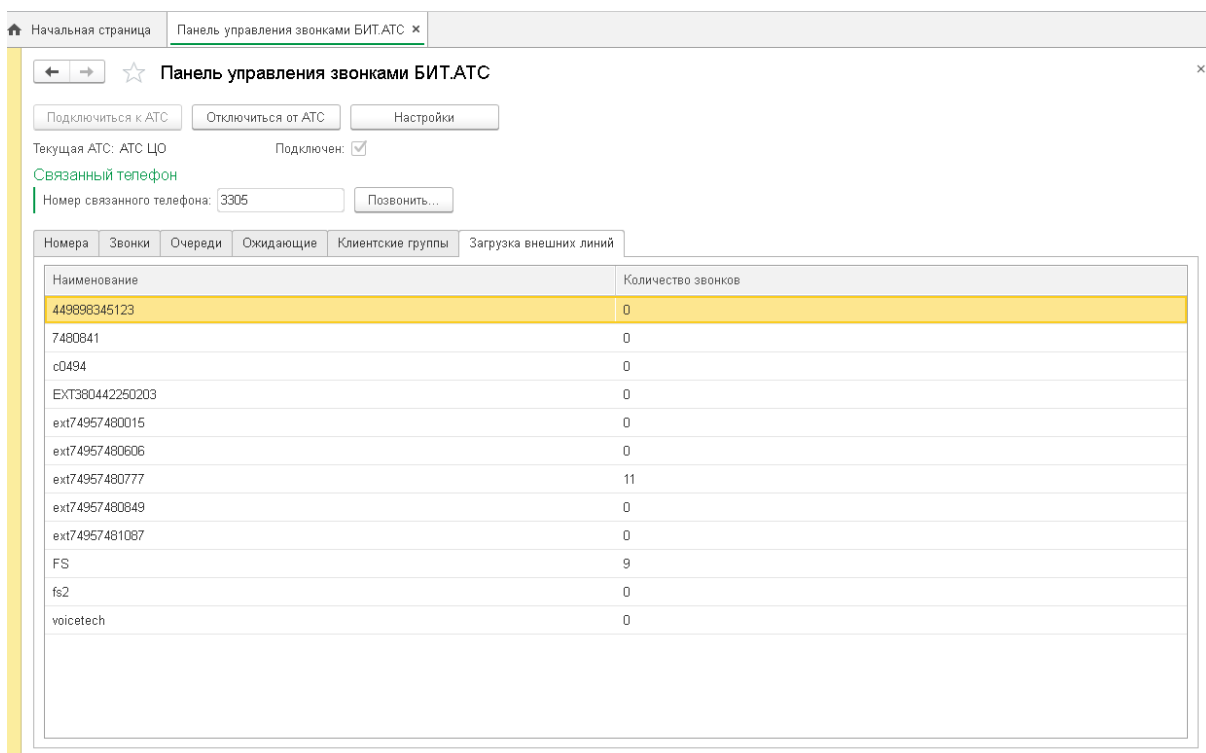 Начальная страница Панель управления звонками БИТ.АТС ×
Панель управления звонками БИТ.АТС
Подключиться к АТС Отключиться от АТС Настройки
Текущая АТС: АТС ЦО Подключен:
Связанный телефон
Номер связанного телефона: 3305 Позвонить...
Номера Звонки Очереди Ожидающие Клиентские группы Загрузка внешних линий
Наименование Количество звонков
449898345123 0
7480841 0
c0494 0
EXT380442250203 0
ext74957480015 0
ext74957480606 0
ext74957480777 11
ext74957480849 0
ext74957481087 0
FS 9
fs2 0
voicetech 0